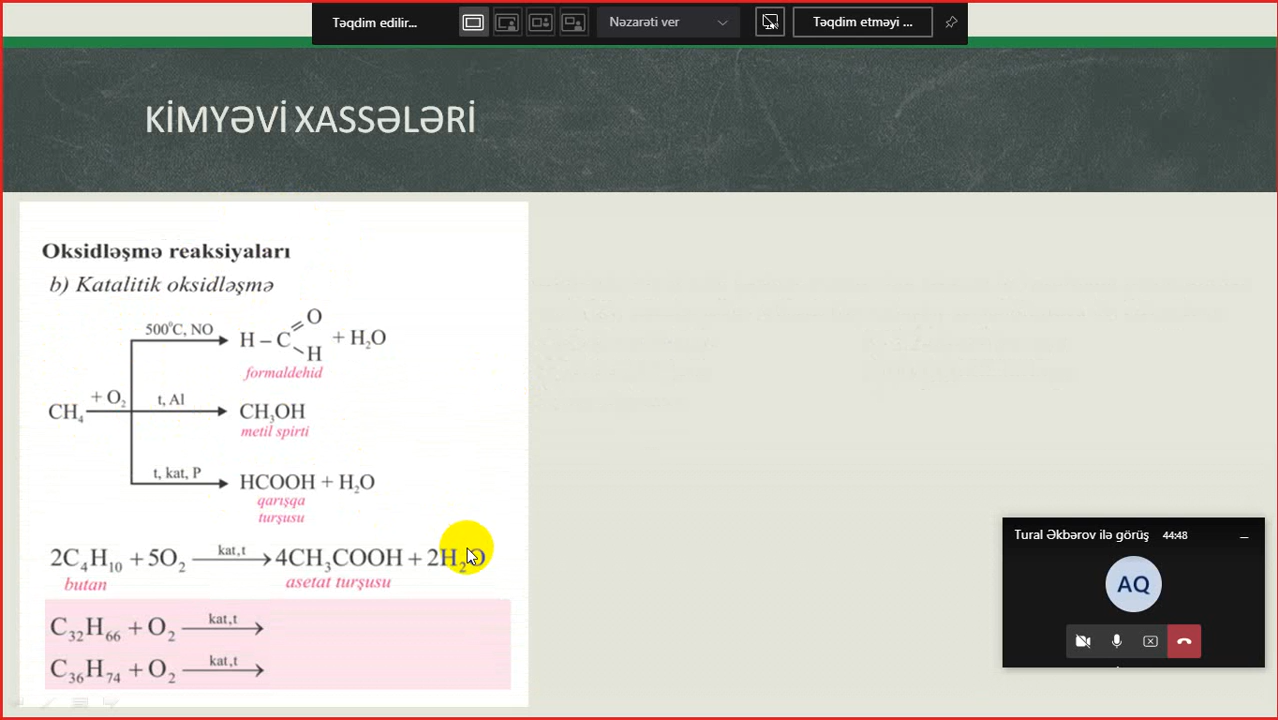 Təqdim edilir...
Nəzarəti ver
Təqdim etməyi ...
KİMYƏVİ XASSƏLƏRİ
Oksidləşmə reaksiyaları
b) Katalitik oksidləşmə
500⁰C, NO
H – C
O
H
+ H₂O
formaldehid
CH₄
+ O₂
t, Al
CH₃OH
metil spirti
t, kat, P
HCOOH + H₂O
qarışqa
turşusu
2C₄H₁₀ + 5O₂ kat,t 4CH₃COOH + 2H₂O
butan
asetat turşusu
C₃₂H₆₆ + O₂ kat,t
C₃₆H₇₄ + O₂ kat,t
Tural Əkbərov ilə görüş 44:48
AQ